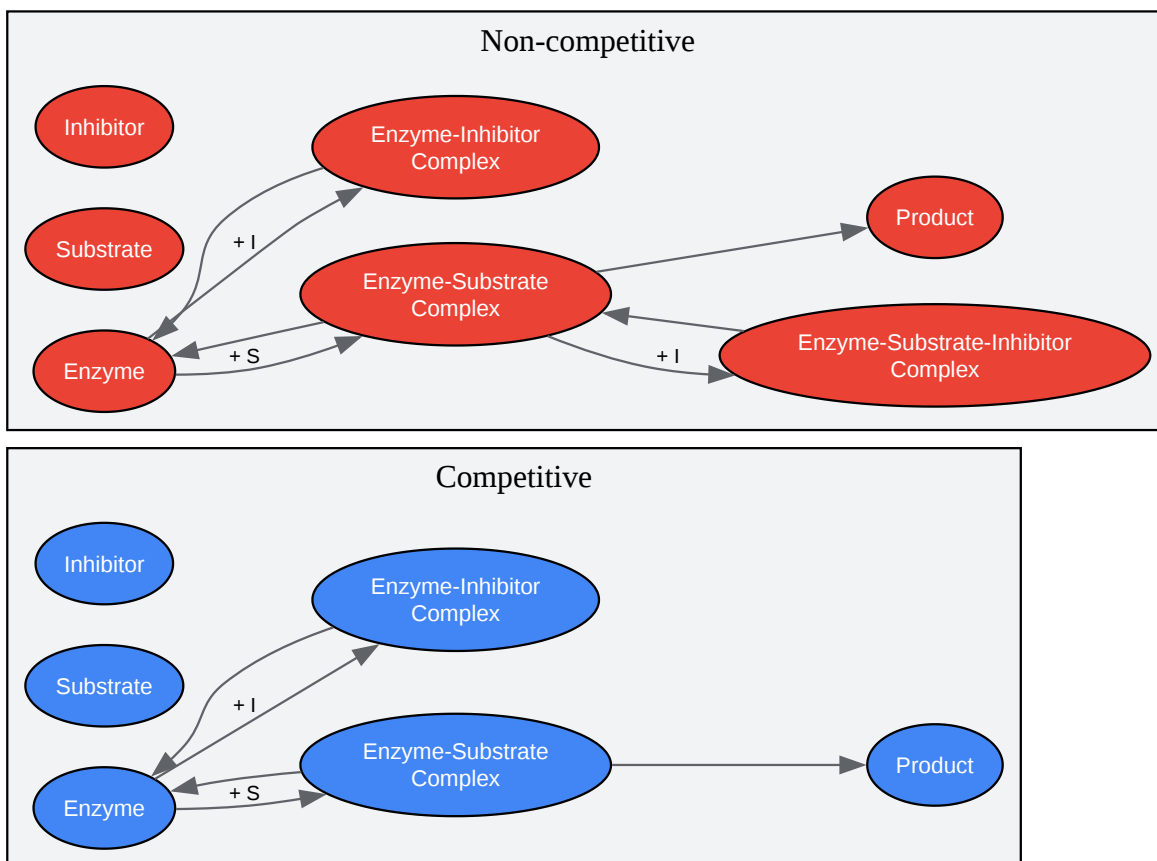 Non-competitive
Inhibitor
Enzyme-Inhibitor
Complex
Substrate
+ I
Product
Enzyme-Substrate
Complex
Enzyme-Substrate-Inhibitor
Complex
+ I
+ S
Enzyme
Competitive
Inhibitor
Enzyme-Inhibitor
Complex
Substrate
+ I
Enzyme-Substrate
Complex
Product
+ S
Enzyme